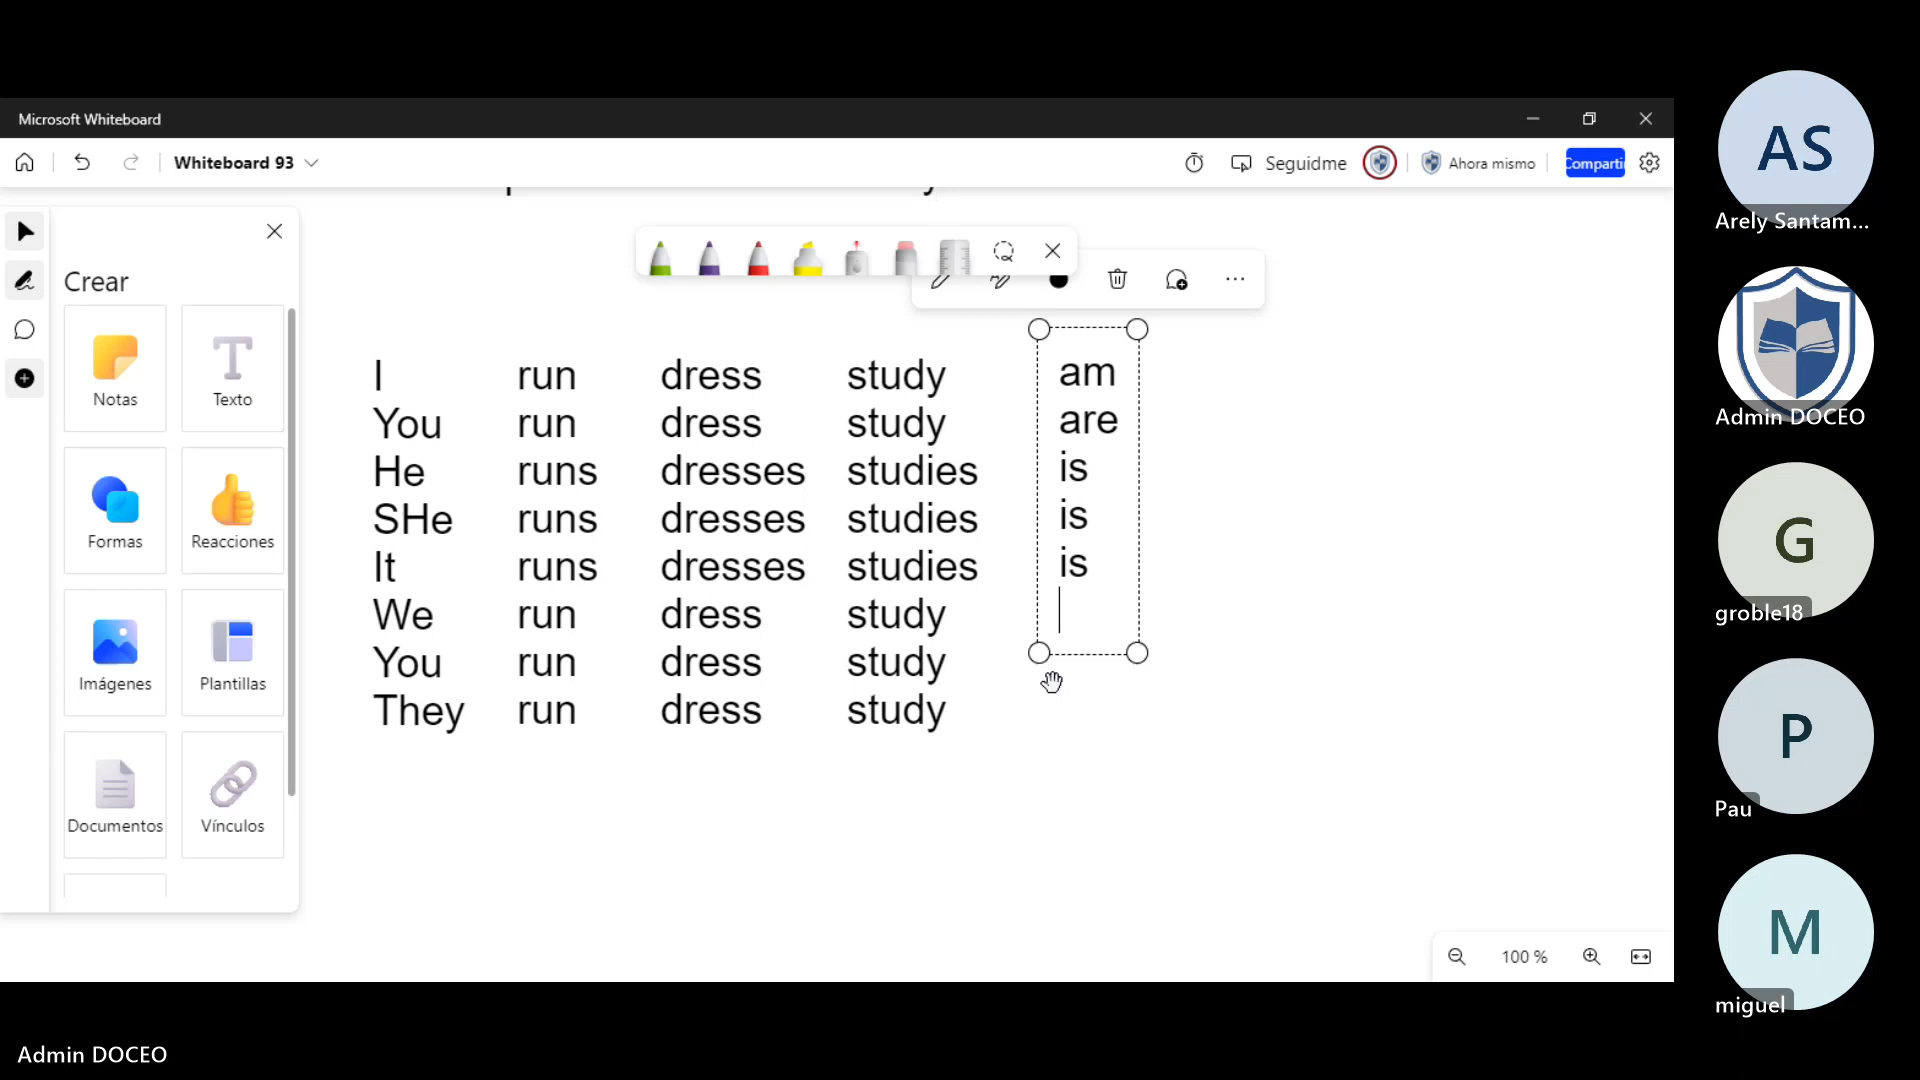 Microsoft Whiteboard
Whiteboard 93
Seguidme
Ahora mismo
Comparti
Crear
Notas
Texto
Formas
Reacciones
Imágenes
Plantillas
Documentos
Vínculos
I run dress study am
You run dress study are
He runs dresses studies is
SHe runs dresses studies is
It runs dresses studies is
We run dress study
You run dress study
They run dress study
100 %
AS
Arely Santam...
Admin DOCEO
G
groble18
P
Pau
M
miguel
Admin DOCEO